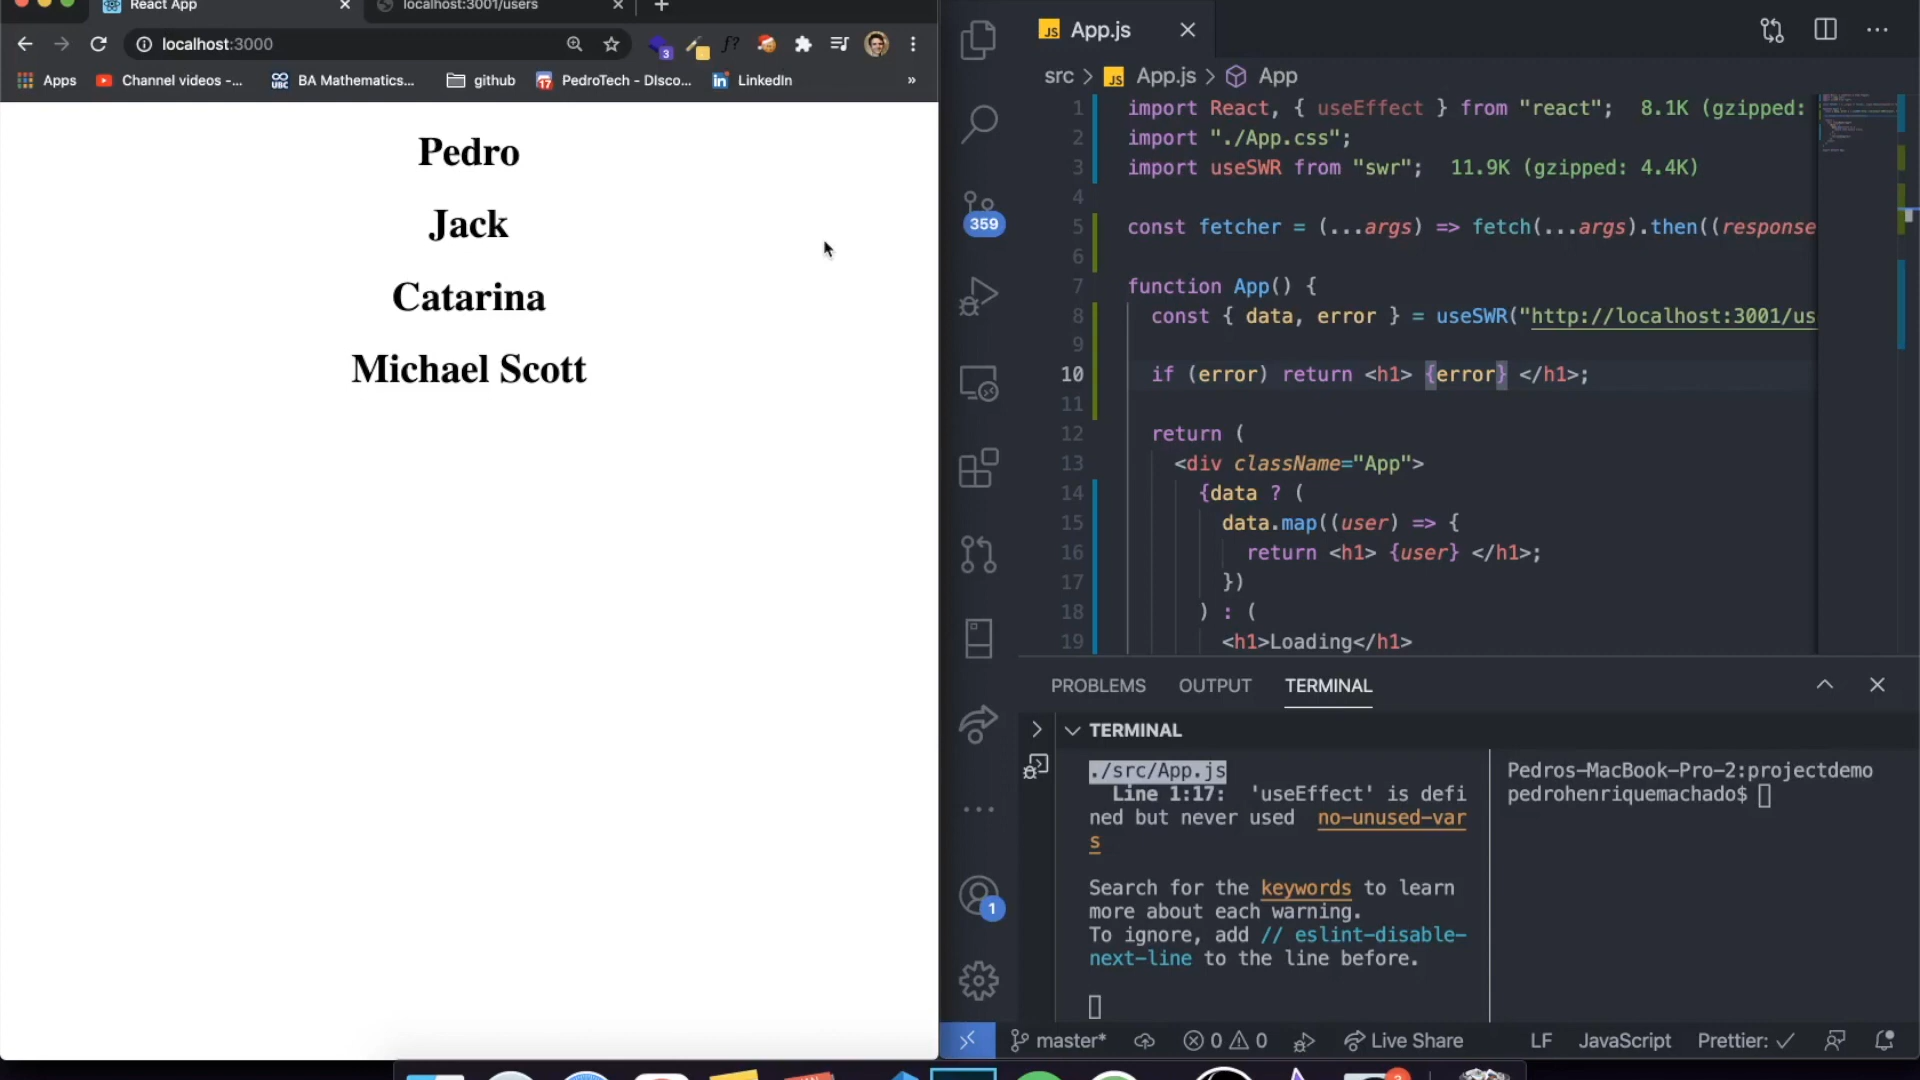 React App
localhost:3001/users
localhost:3000
3
f?
Apps
Channel videos -...
UBC
BA Mathematics...
github
17
PedroTech - DIsco...
in
LinkedIn
»
Pedro
Jack
Catarina
Michael Scott
JS App.js
src > JS App.js > App
1 import React, { useEffect } from "react"; 8.1K (gzipped:
2 import "./App.css";
3 import useSWR from "swr"; 11.9K (gzipped: 4.4K)
4
5 const fetcher = (...args) => fetch(...args).then((response
6
7 function App() {
8 const { data, error } = useSWR("http://localhost:3001/us
9
10 if (error) return <h1> {error} </h1>;
11
12 return (
13 <div className="App">
14 {data ? (
15 data.map((user) => {
16 return <h1> {user} </h1>;
17 })
18 ) : (
19 <h1>Loading</h1>
359
1
PROBLEMS OUTPUT TERMINAL
TERMINAL
./src/App.js
Line 1:17: 'useEffect' is defi
ned but never used no-unused-var
s
Search for the keywords to learn
more about each warning.
To ignore, add // eslint-disable-
next-line to the line before.
Pedros-MacBook-Pro-2:projectdemo
pedrohenriquemachado$
master* 0 0 Live Share LF JavaScript Prettier: ✓